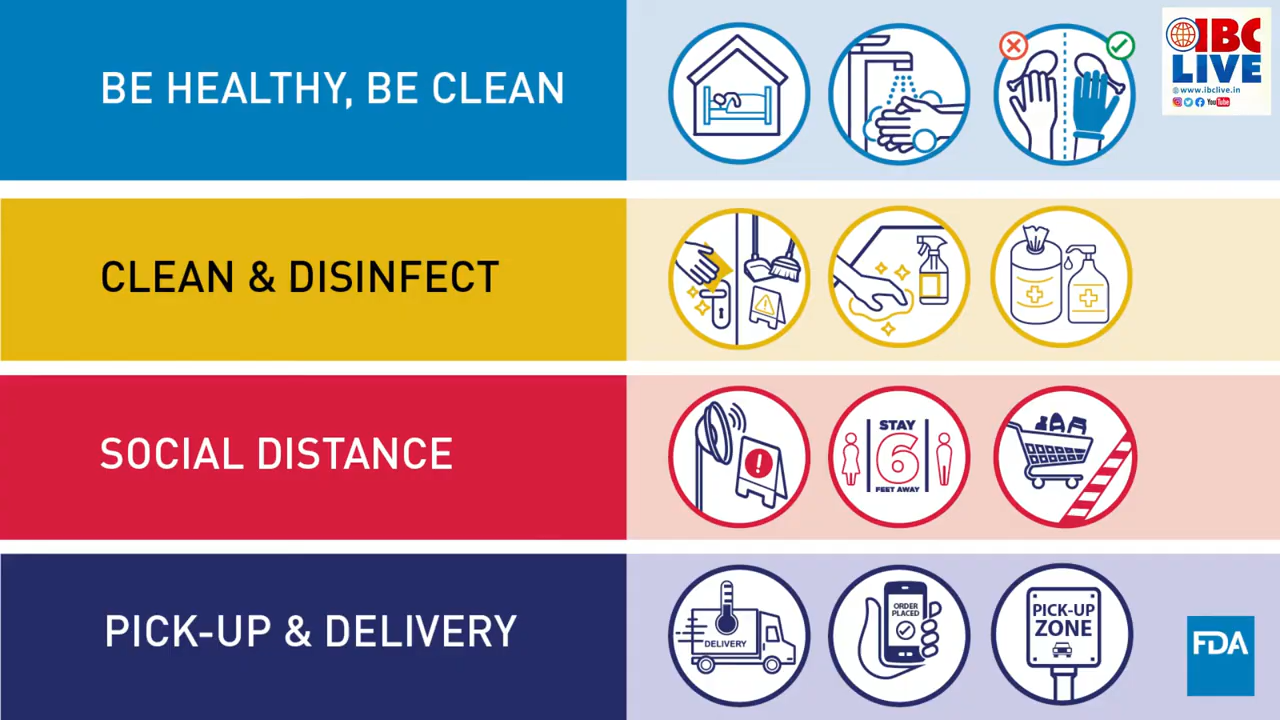 BE HEALTHY, BE CLEAN
IBC
LIVE
www.ibclive.in
YouTube
CLEAN & DISINFECT
SOCIAL DISTANCE
STAY
6
FEET AWAY
!
PICK-UP & DELIVERY
DELIVERY
ORDER
PLACED
PICK-UP
ZONE
FDA